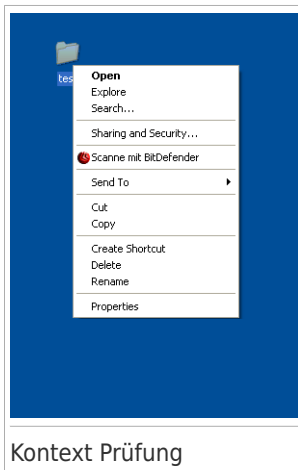 tes
Open
Explore
Search...
Sharing and Security...
Scanne mit BitDefender
Send To
Cut
Copy
Create Shortcut
Delete
Rename
Properties
Kontext Prüfung